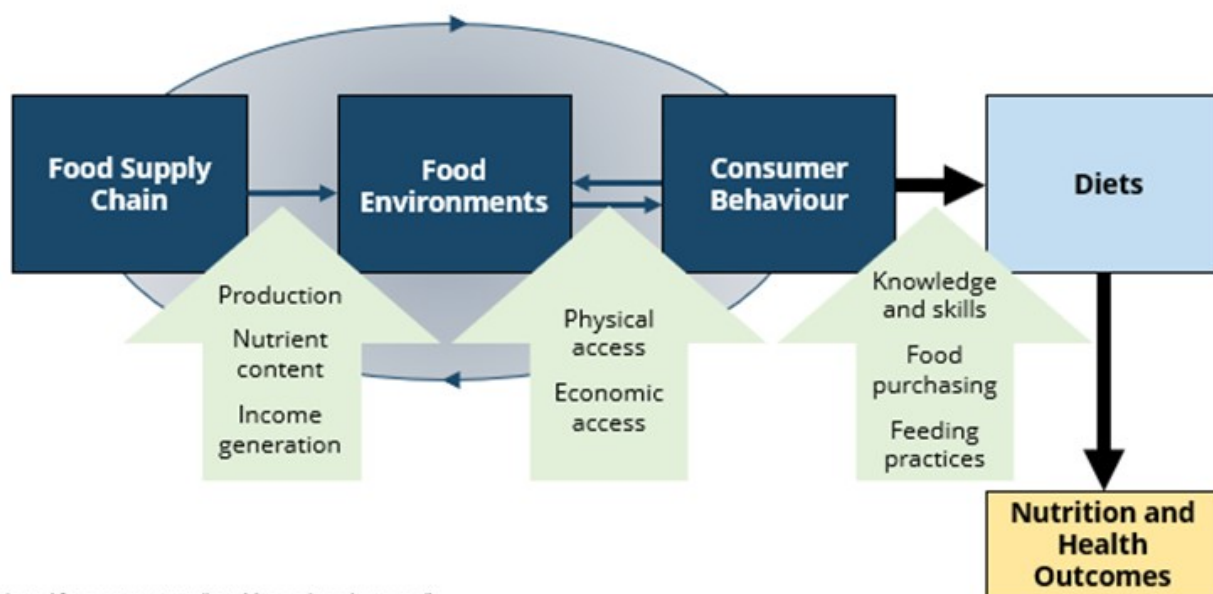 Food Supply
Chain
Food
Environments
Consumer
Behaviour
Diets
Production
Nutrient
content
Income
generation
Physical
access
Economic
access
Knowledge
and skills
Food
purchasing
Feeding
practices
Nutrition and
Health
Outcomes